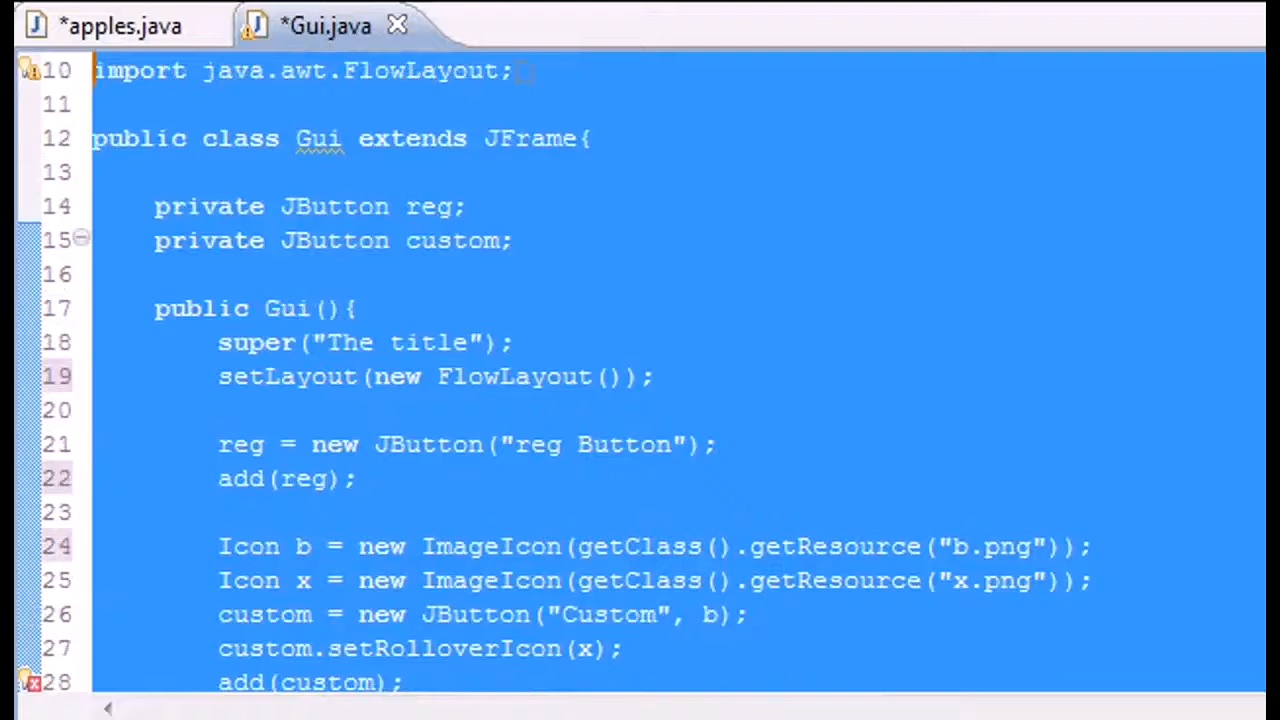 *apples.java
*Gui.java
10 import java.awt.FlowLayout;
11
12 public class Gui extends JFrame{
13
14     private JButton reg;
15     private JButton custom;
16
17     public Gui(){
18         super("The title");
19         setLayout(new FlowLayout());
20
21         reg = new JButton("reg Button");
22         add(reg);
23
24         Icon b = new ImageIcon(getClass().getResource("b.png"));
25         Icon x = new ImageIcon(getClass().getResource("x.png"));
26         custom = new JButton("Custom", b);
27         custom.setRolloverIcon(x);
28         add(custom);